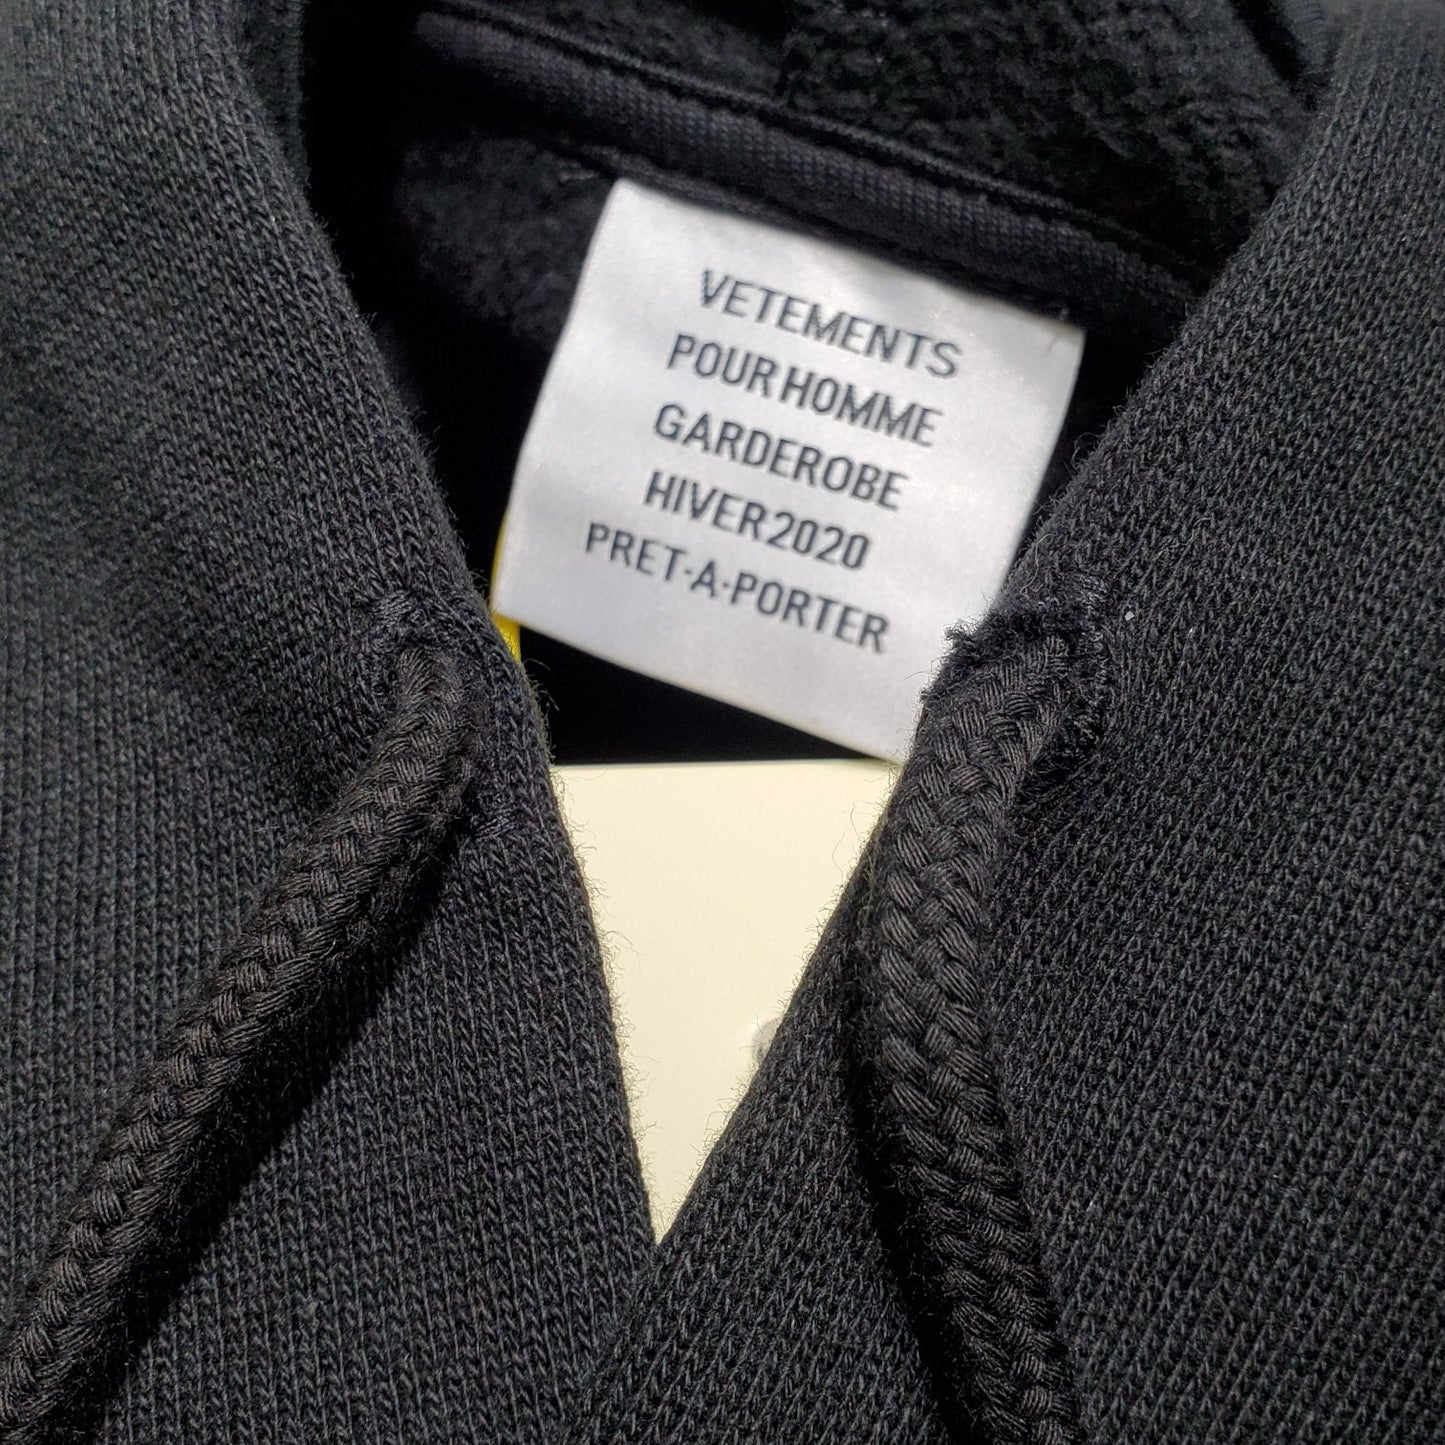 VETEMENTS
POUR HOMME
GARDEROBE
HIVER 2020
PRET-A-PORTER